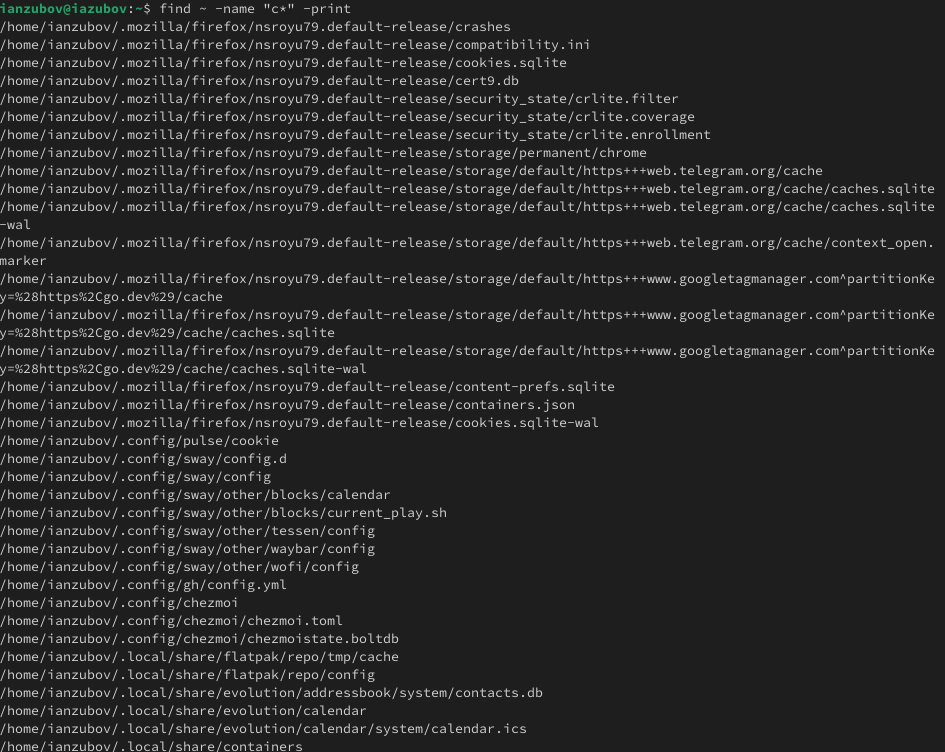 ianzubov@iazubov:~$ find ~ -name "c*" -print
/home/ianzubov/.mozilla/firefox/nsroyu79.default-release/crashes
/home/ianzubov/.mozilla/firefox/nsroyu79.default-release/compatibility.ini
/home/ianzubov/.mozilla/firefox/nsroyu79.default-release/cookies.sqlite
/home/ianzubov/.mozilla/firefox/nsroyu79.default-release/cert9.db
/home/ianzubov/.mozilla/firefox/nsroyu79.default-release/security_state/crlite.filter
/home/ianzubov/.mozilla/firefox/nsroyu79.default-release/security_state/crlite.coverage
/home/ianzubov/.mozilla/firefox/nsroyu79.default-release/security_state/crlite.enrollment
/home/ianzubov/.mozilla/firefox/nsroyu79.default-release/storage/permanent/chrome
/home/ianzubov/.mozilla/firefox/nsroyu79.default-release/storage/default/https+++web.telegram.org/cache
/home/ianzubov/.mozilla/firefox/nsroyu79.default-release/storage/default/https+++web.telegram.org/cache/caches.sqlite
/home/ianzubov/.mozilla/firefox/nsroyu79.default-release/storage/default/https+++web.telegram.org/cache/caches.sqlite
-wal
/home/ianzubov/.mozilla/firefox/nsroyu79.default-release/storage/default/https+++web.telegram.org/cache/context_open.
marker
/home/ianzubov/.mozilla/firefox/nsroyu79.default-release/storage/default/https+++www.googletagmanager.com^partitionKe
y=%28https%2Cgo.dev%29/cache
/home/ianzubov/.mozilla/firefox/nsroyu79.default-release/storage/default/https+++www.googletagmanager.com^partitionKe
y=%28https%2Cgo.dev%29/cache/caches.sqlite
/home/ianzubov/.mozilla/firefox/nsroyu79.default-release/storage/default/https+++www.googletagmanager.com^partitionKe
y=%28https%2Cgo.dev%29/cache/caches.sqlite-wal
/home/ianzubov/.mozilla/firefox/nsroyu79.default-release/content-prefs.sqlite
/home/ianzubov/.mozilla/firefox/nsroyu79.default-release/containers.json
/home/ianzubov/.mozilla/firefox/nsroyu79.default-release/cookies.sqlite-wal
/home/ianzubov/.config/pulse/cookie
/home/ianzubov/.config/sway/config.d
/home/ianzubov/.config/sway/config
/home/ianzubov/.config/sway/other/blocks/calendar
/home/ianzubov/.config/sway/other/blocks/current_play.sh
/home/ianzubov/.config/sway/other/tessen/config
/home/ianzubov/.config/sway/other/waybar/config
/home/ianzubov/.config/sway/other/wofi/config
/home/ianzubov/.config/gh/config.yml
/home/ianzubov/.config/chezmoi
/home/ianzubov/.config/chezmoi/chezmoi.toml
/home/ianzubov/.config/chezmoi/chezmoistate.boltdb
/home/ianzubov/.local/share/flatpak/repo/tmp/cache
/home/ianzubov/.local/share/flatpak/repo/config
/home/ianzubov/.local/share/evolution/addressbook/system/contacts.db
/home/ianzubov/.local/share/evolution/calendar
/home/ianzubov/.local/share/evolution/calendar/system/calendar.ics
/home/ianzubov/.local/share/containers